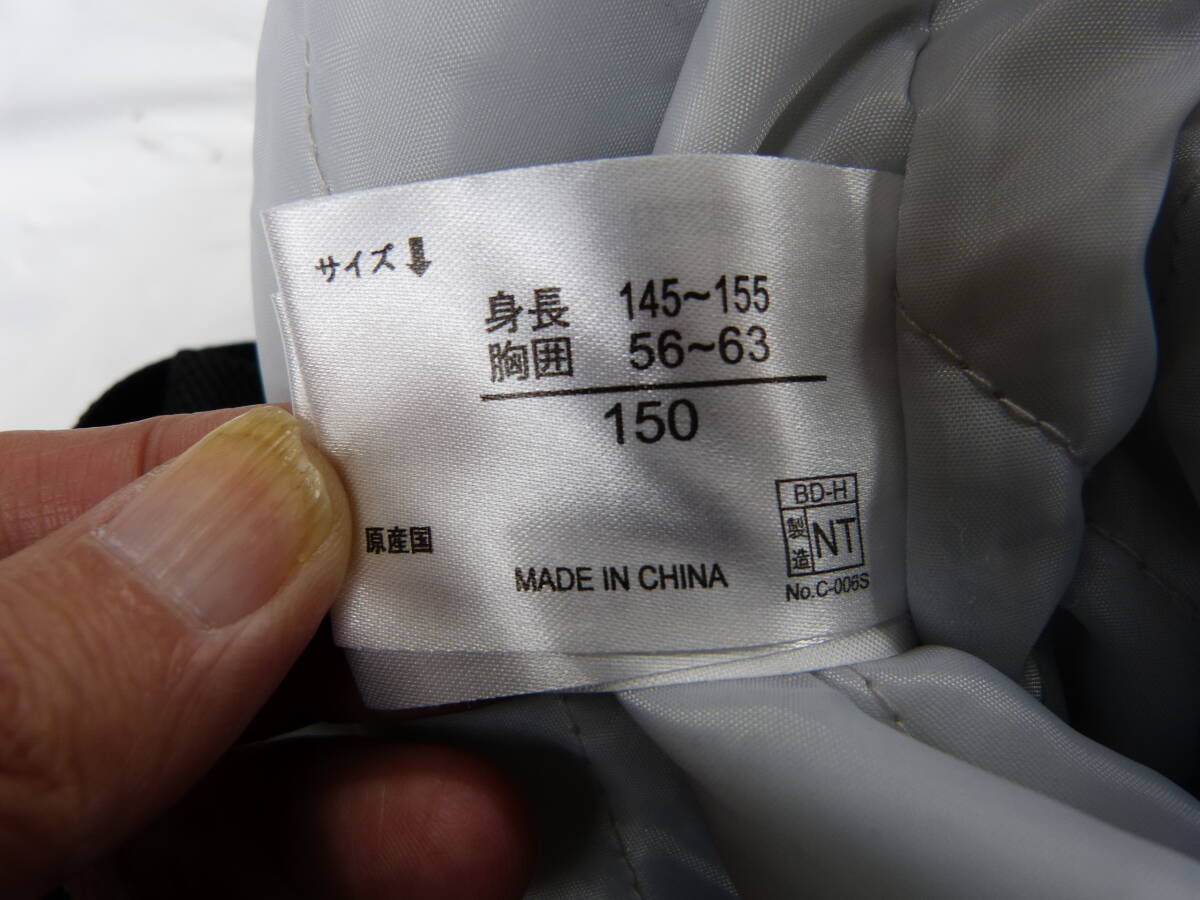 サイズ⬇
身長 145~155
胸囲 56~63
150
原産国
MADE IN CHINA
BD-H
製造 NT
No.C-006S